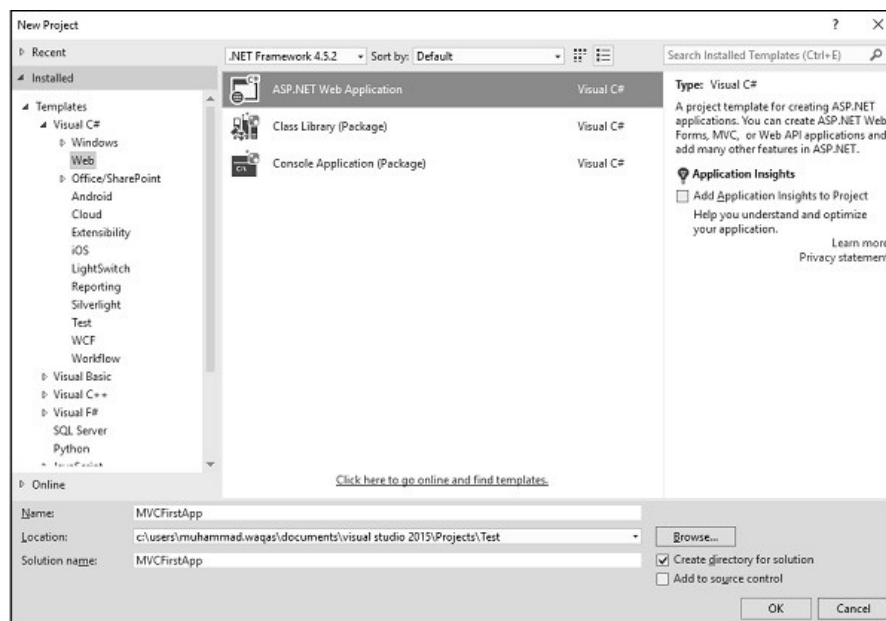 New Project
Recent
.NET Framework 4.5.2
Sort by: Default
Search Installed Templates (Ctrl+E)
Installed
Templates
Visual C#
Windows
Web
Office/SharePoint
Android
Cloud
Extensibility
iOS
LightSwitch
Reporting
Silverlight
Test
WCF
Workflow
Visual Basic
Visual C++
Visual F#
SQL Server
Python
JavaScript
Online
ASP.NET Web Application Visual C#
Class Library (Package) Visual C#
Console Application (Package) Visual C#
Click here to go online and find templates.
Type: Visual C#
A project template for creating ASP.NET
applications. You can create ASP.NET Web
Forms, MVC, or Web API applications and
add many other features in ASP.NET.
Application Insights
Add Application Insights to Project
Help you understand and optimize
your application.
Learn more
Privacy statement
Name: MVCFirstApp
Location: c:\users\muhammad.waqas\documents\visual studio 2015\Projects\Test
Browse...
Solution name: MVCFirstApp
Create directory for solution
Add to source control
OK
Cancel